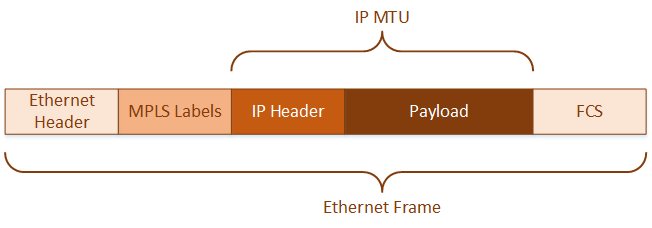 IP MTU
Ethernet
Header
MPLS Labels
IP Header
Payload
FCS
Ethernet Frame